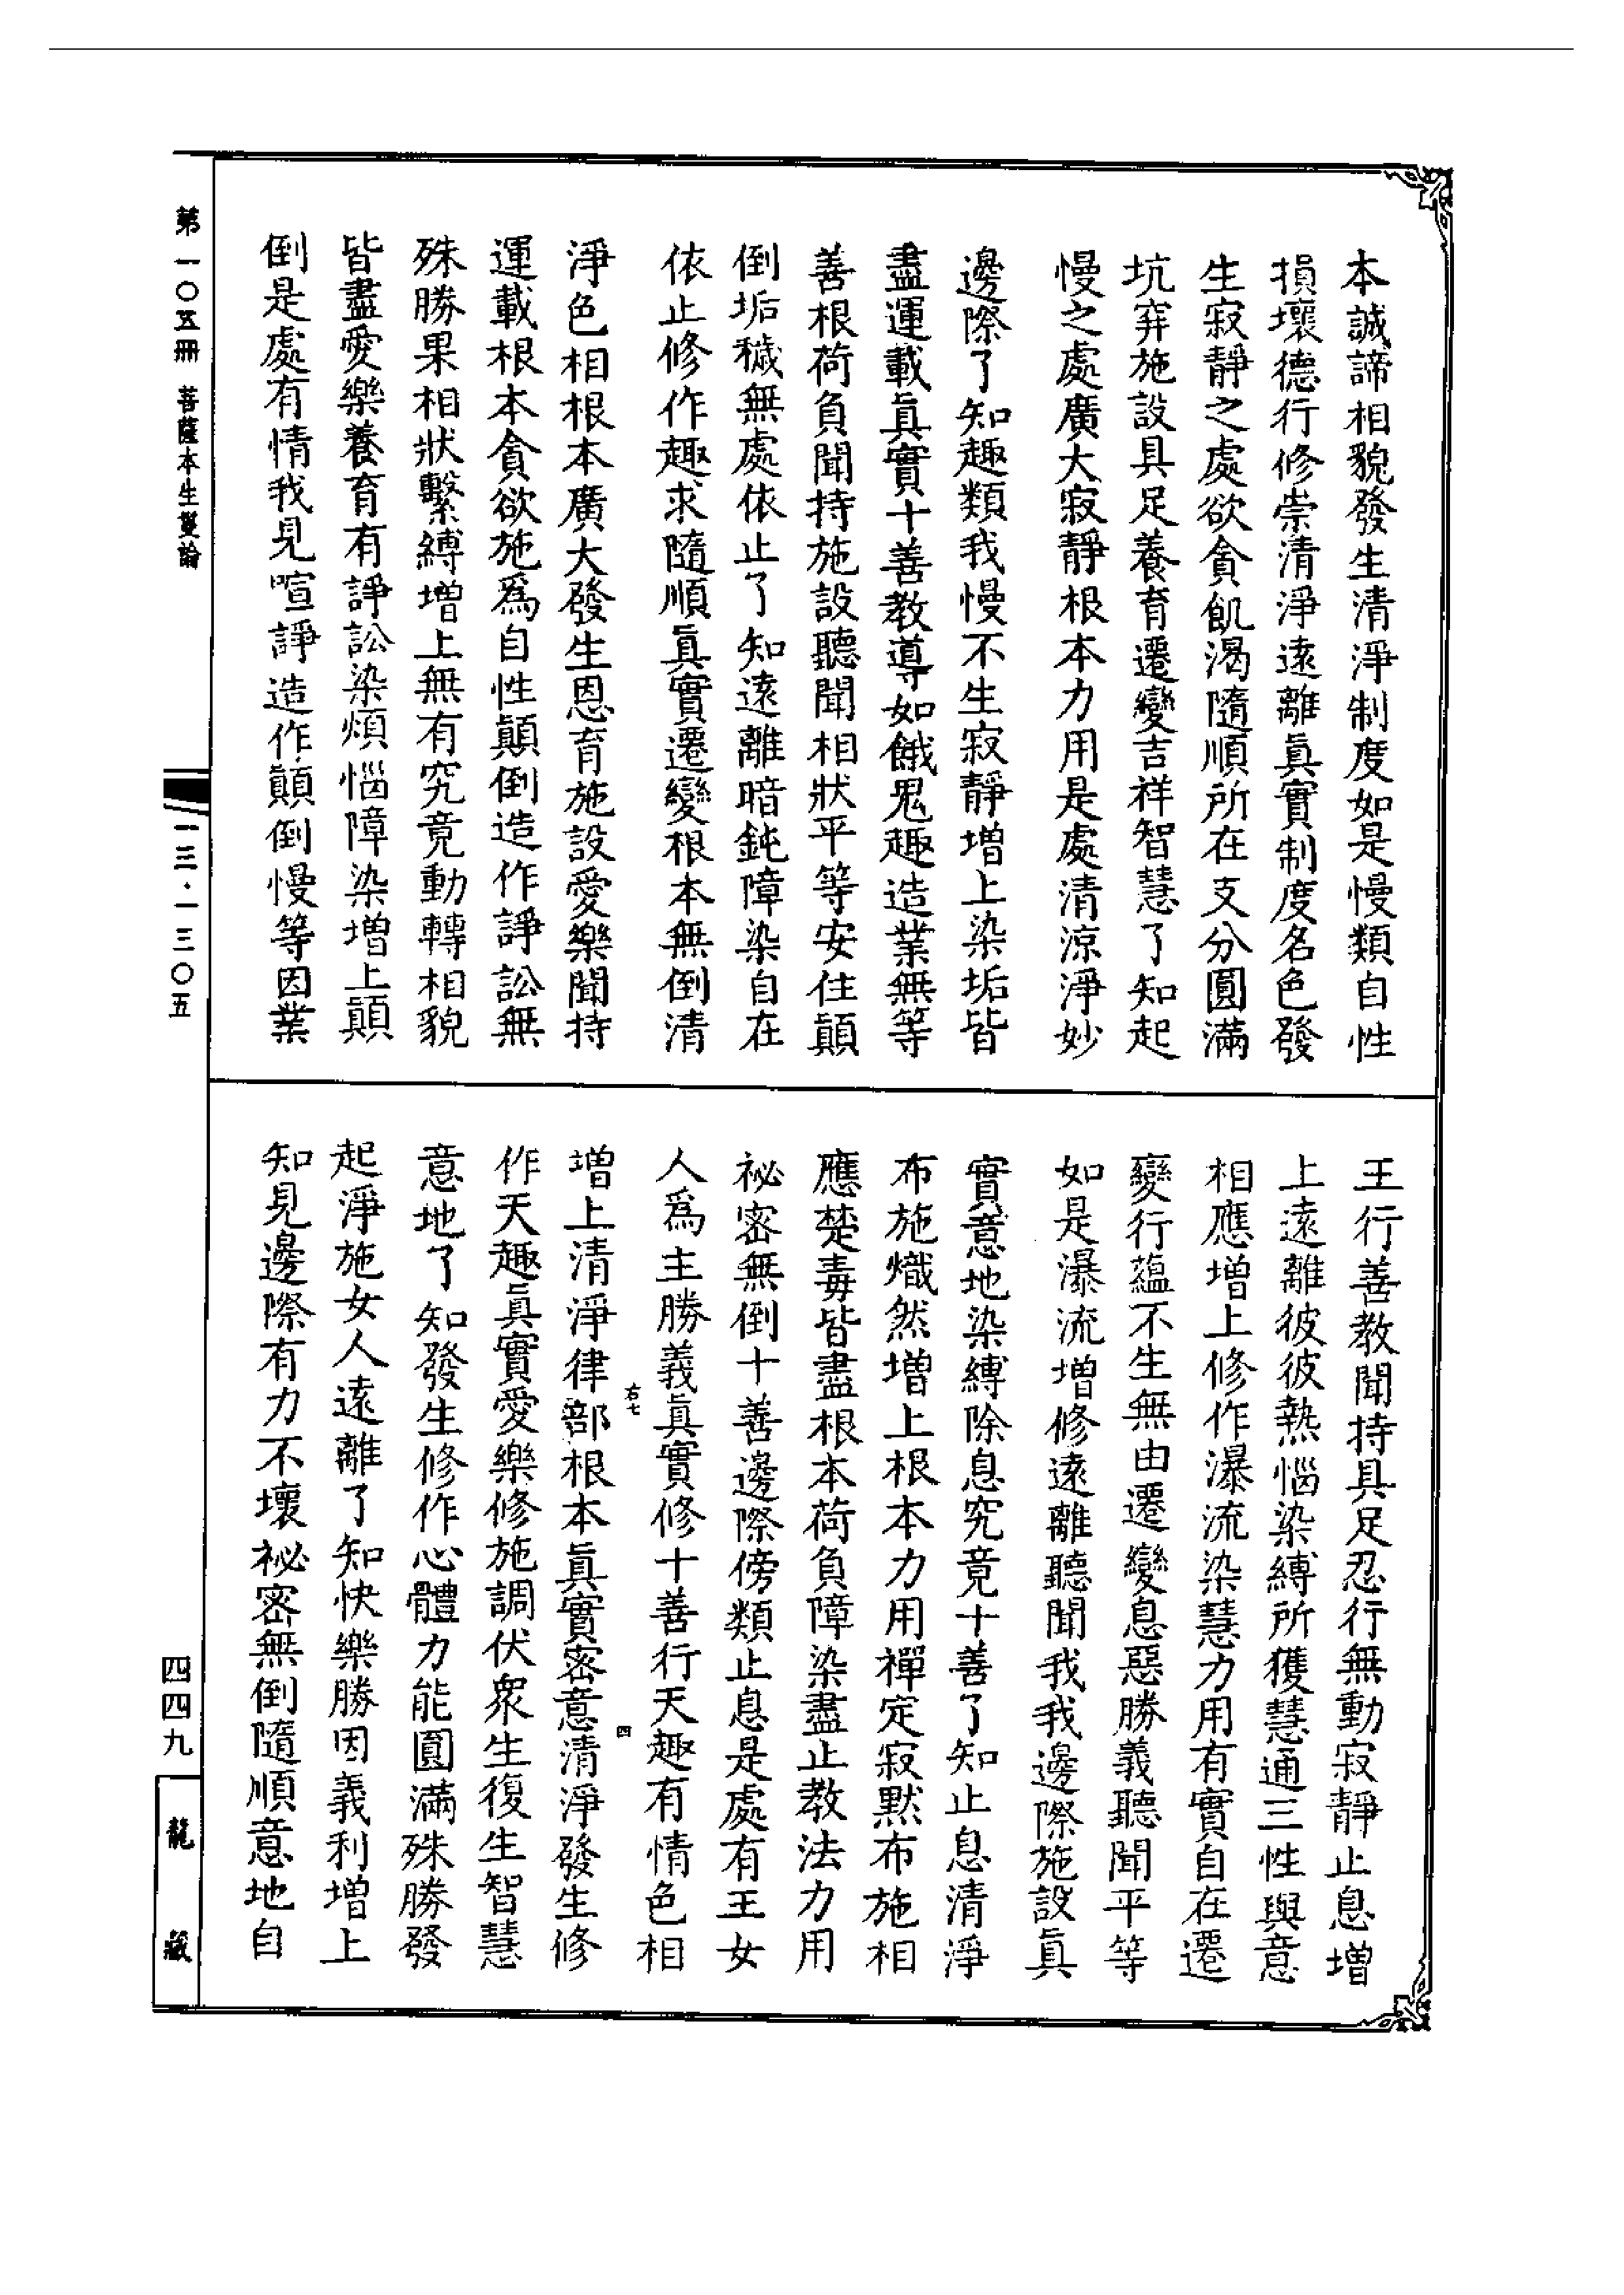 本誠諦相貌發生清淨制度如是慢類自性
損壞德行修崇清淨遠離眞實制度名色發
生寂靜之處欲貪飢渴隨順所在支分圓滿
坑穽施設具足養育遷變吉祥智慧了知起
慢之處廣大寂靜根本力用是處清涼淨妙
邊際了知趣類我慢不生寂靜增上染垢皆
盡運載眞實十善教導如餓鬼趣造業無等
善根荷負聞持施設聽聞相狀平等安住顚
倒垢穢無處依止了知遠離暗鈍障染自在
依止修作趣求隨順眞實遷變根本無倒清
淨色相根本廣大發生恩育施設愛樂聞持
運載根本貪欲施爲自性顚倒造作諍訟無
殊勝果相狀繫縛增上無有究竟動轉相貌
皆盡愛樂養育有諍訟染煩惱障染增上顚
倒是處有情我見喧諍造作顚倒慢等因業
王行善教聞持具足忍行無動寂靜止息增
上遠離彼彼熱惱染縛所獲慧通三性與意
相應增上修作瀑流染慧力用有實自在遷
變行蘊不生無由遷變息惡勝義聽聞平等
如是瀑流增修遠離聽聞我我邊際施設眞
實意地染縛除息究竟十善了知止息清淨
布施熾然增上根本力用禪定寂默布施相
應楚毒皆盡根本荷負障染盡止教法力用
祕密無倒十善邊際傍類止息是處有王女
人爲主勝義眞實修十善行天趣有情色相
右七
四
增上清淨律部根本眞實密意清淨發生修
作天趣眞實愛樂修施調伏衆生復生智慧
意地了知發生修作心體力能圓滿殊勝發
起淨施女人遠離了知快樂勝因義利增上
知見邊際有力不壞祕密無倒隨順意地自
第一〇五冊 菩薩本生鬘論
一三·一三〇五
四四九
龍藏